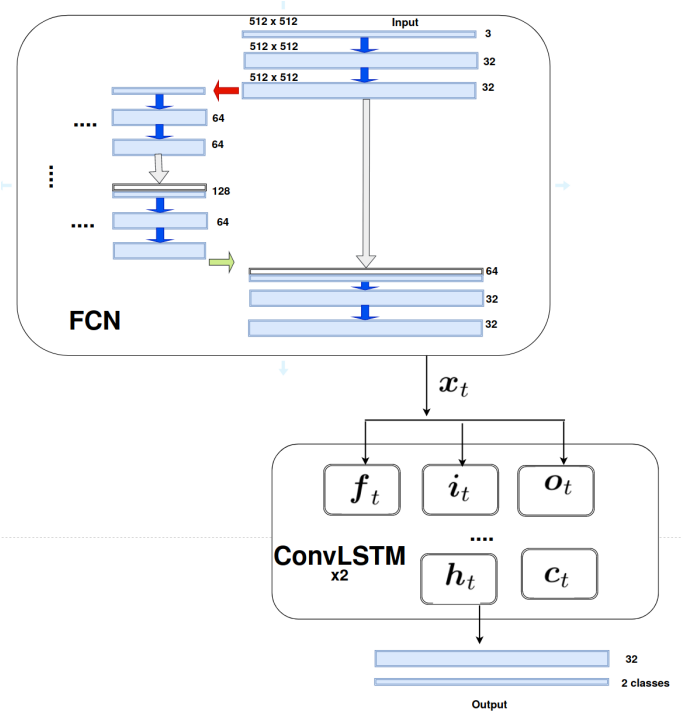 512 x 512
Input
3
512 x 512
32
512 x 512
32
....
64
64
....
128
....
64
64
32
32
FCN
x_t
f_t
i_t
o_t
....
ConvLSTM
x2
h_t
c_t
32
2 classes
Output